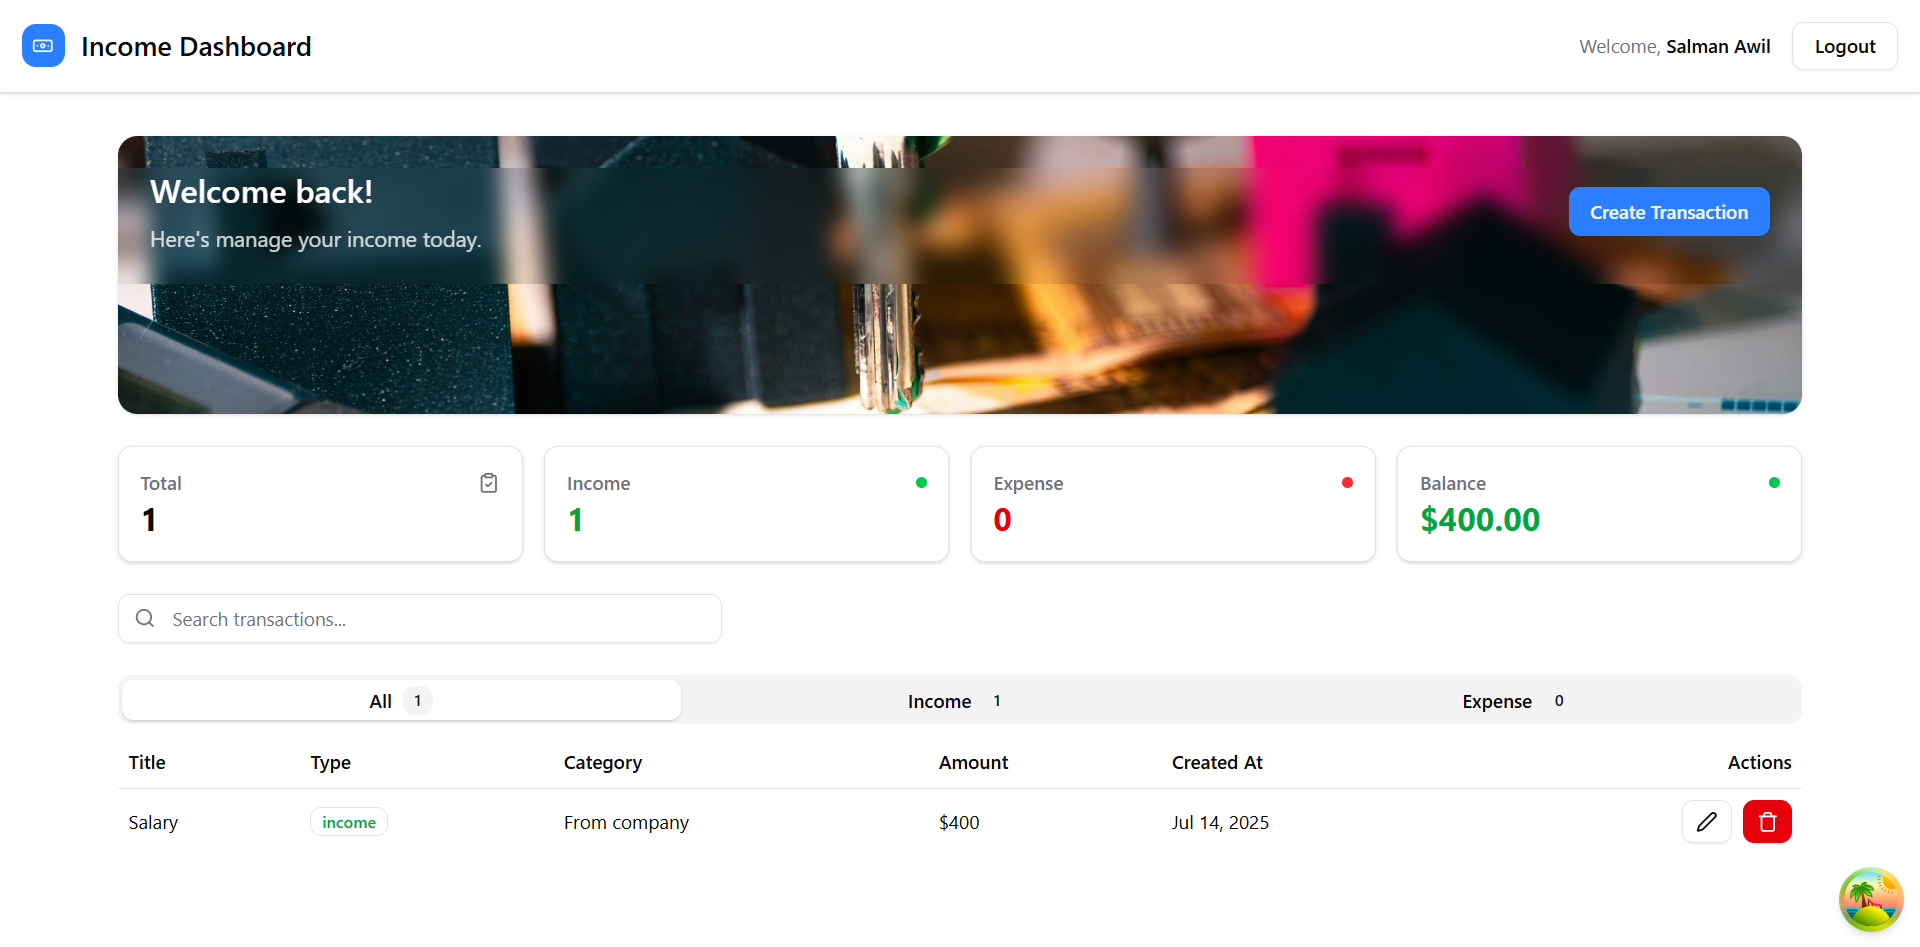 Income Dashboard
Welcome, Salman Awil
Logout
Welcome back!
Here's manage your income today.
Create Transaction
Total
1
Income
1
Expense
0
Balance
$400.00
Search transactions...
All 1
Income 1
Expense 0
Title Type Category Amount Created At Actions
Salary income From company $400 Jul 14, 2025